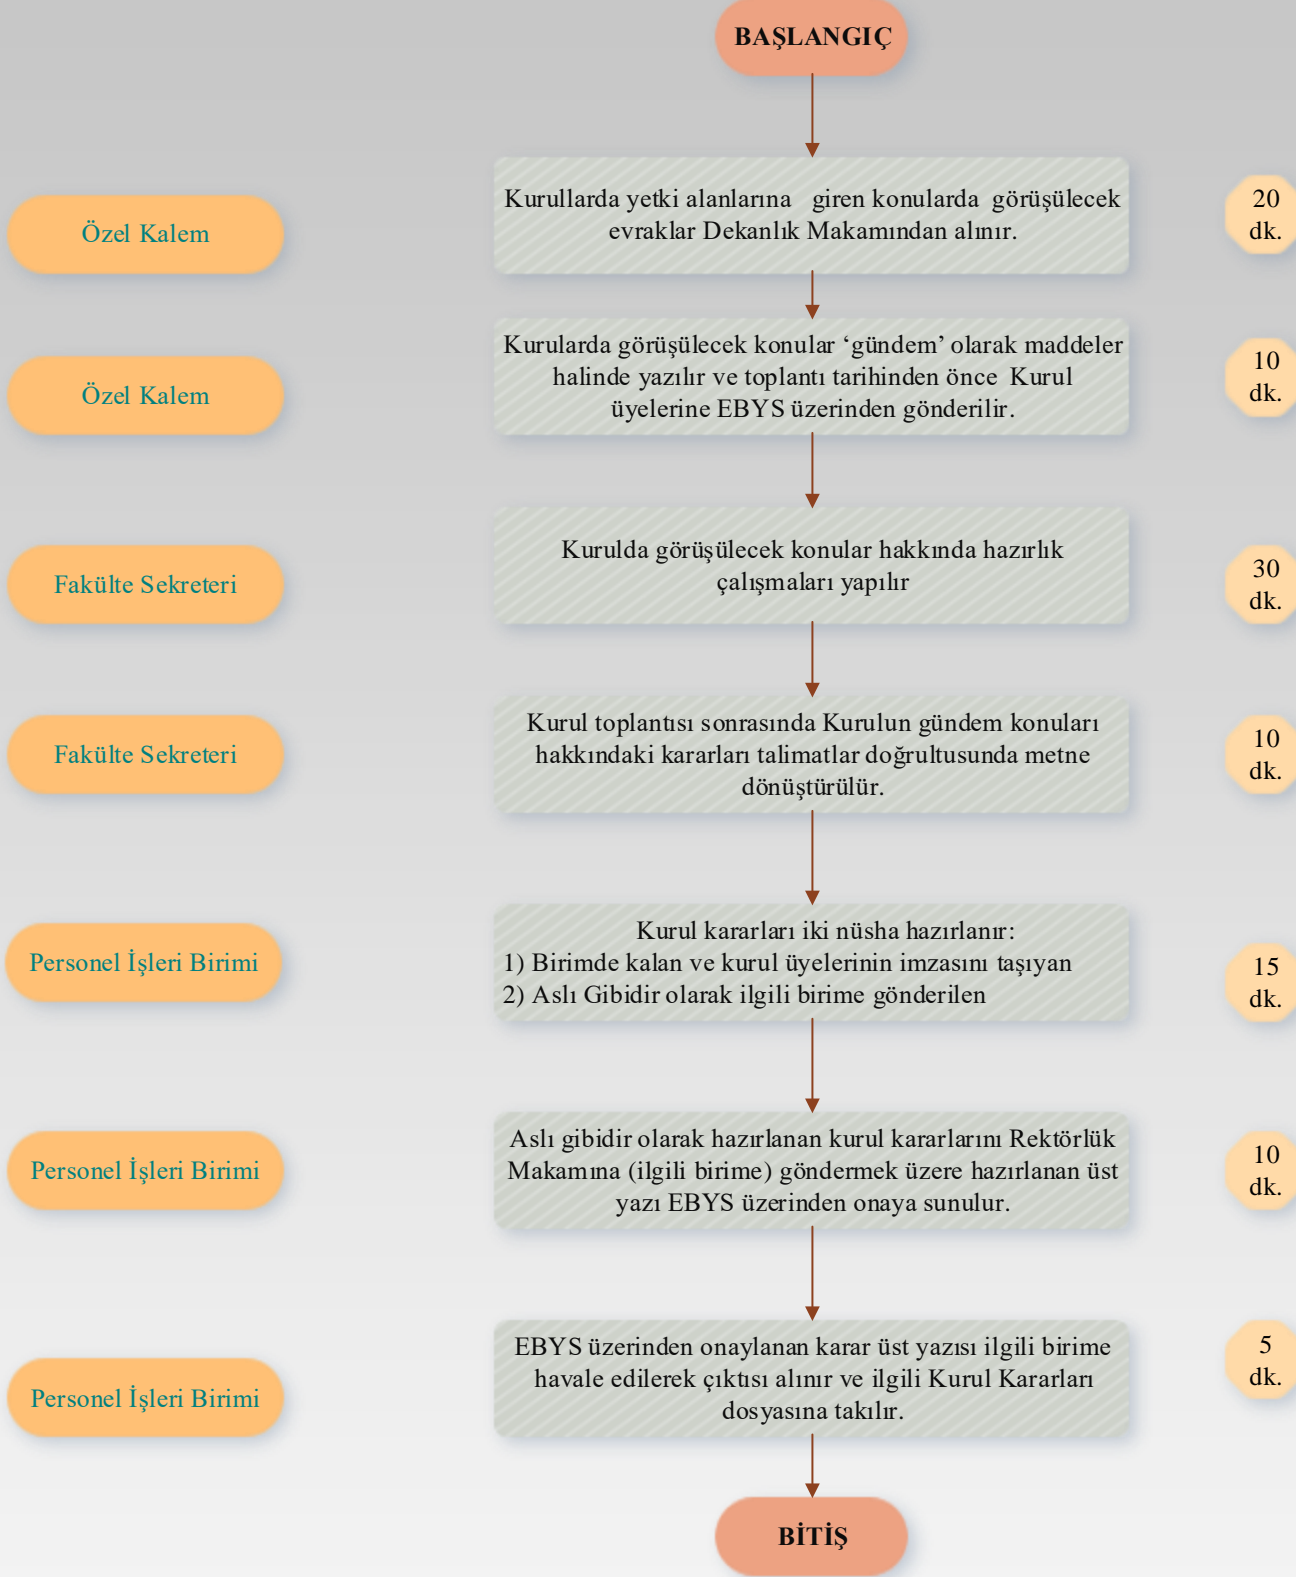 BAŞLANGIÇ
Özel Kalem
Kurullarda yetki alanlarına giren konularda görüşülecek
evraklar Dekanlık Makamından alınır.
20
dk.
Özel Kalem
Kurularda görüşülecek konular ‘gündem’ olarak maddeler
halinde yazılır ve toplantı tarihinden önce Kurul
üyelerine EBYS üzerinden gönderilir.
10
dk.
Fakülte Sekreteri
Kurulda görüşülecek konular hakkında hazırlık
çalışmaları yapılır
30
dk.
Fakülte Sekreteri
Kurul toplantısı sonrasında Kurulun gündem konuları
hakkındaki kararları talimatlar doğrultusunda metne
dönüştürülür.
10
dk.
Personel İşleri Birimi
Kurul kararları iki nüsha hazırlanır:
1) Birimde kalan ve kurul üyelerinin imzasını taşıyan
2) Aslı Gibidir olarak ilgili birime gönderilen
15
dk.
Personel İşleri Birimi
Aslı gibidir olarak hazırlanan kurul kararlarını Rektörlük
Makamına (ilgili birime) göndermek üzere hazırlanan üst
yazı EBYS üzerinden onaya sunulur.
10
dk.
Personel İşleri Birimi
EBYS üzerinden onaylanan karar üst yazısı ilgili birime
havale edilerek çıktısı alınır ve ilgili Kurul Kararları
dosyasına takılır.
5
dk.
BİTİŞ